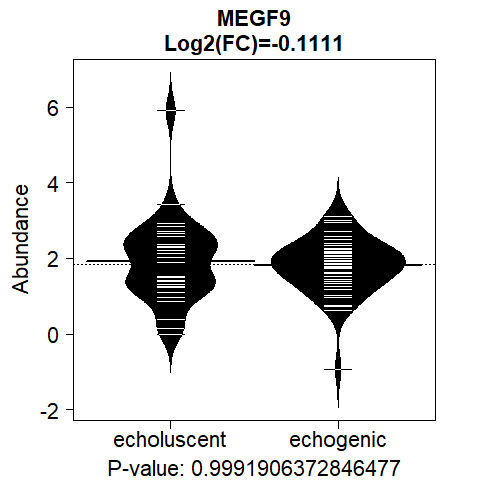 MEGF9
Log2(FC)=-0.1111
Abundance
6
4
2
0
-2
echoluscent echogenic
P-value: 0.9991906372846477